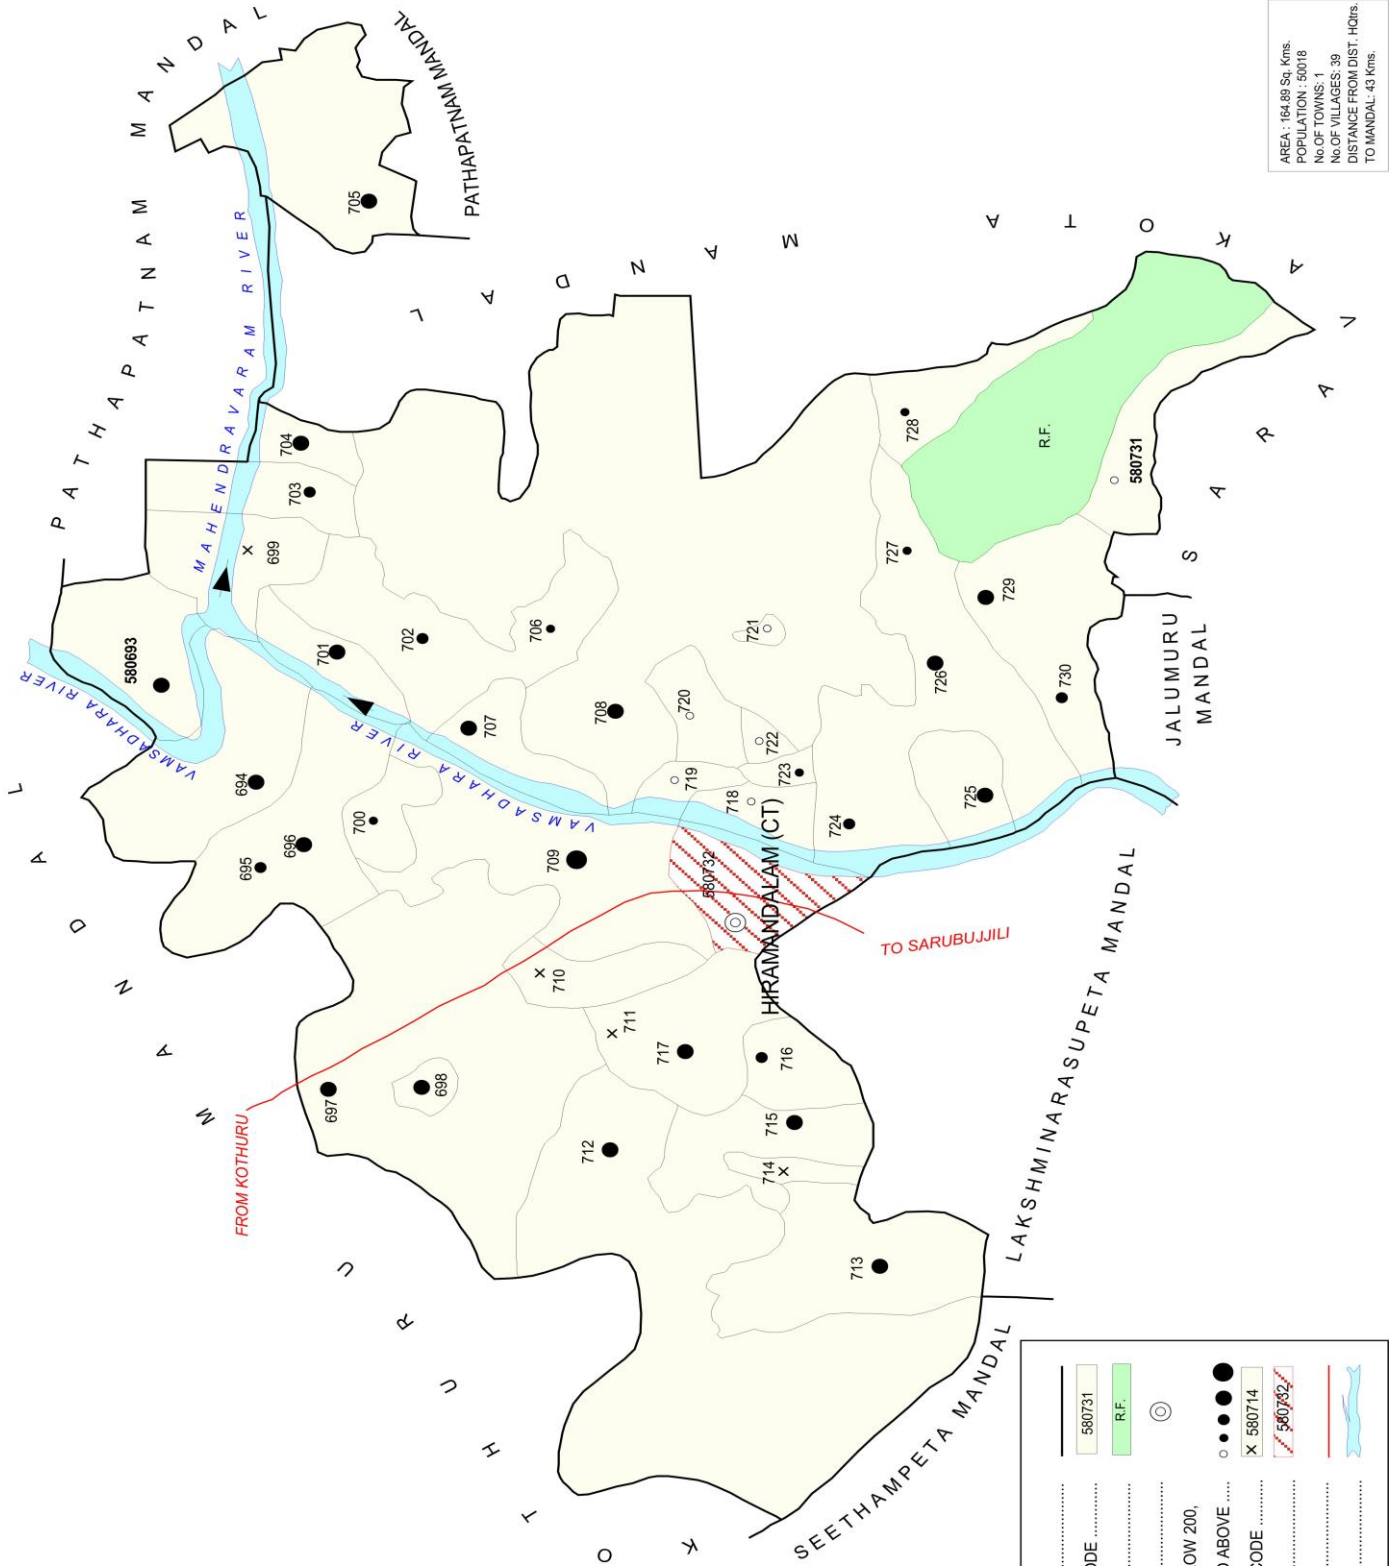 PATHAPATNAM MANDAL
PATHAPATNAM MANDAL
MAHENDRAVARAM RIVER
VAMSADHARA RIVER
VAMSADHARA RIVER
KOTHURU MANDAL
SARAVAKOTA MANDAL
JALUMURU
MANDAL
LAKSHMINARASUPETA MANDAL
SEETHAMPETA MANDAL
FROM KOTHURU
TO SARUBUJJILI
HIRAMANDALAM (CT)
580732
580693
694
695
696
697
698
699
700
701
702
703
704
705
706
707
708
709
710
711
712
713
714
715
716
717
718
719
720
721
722
723
724
725
726
727
728
729
730
580731
R.F.
AREA : 164.89 Sq. Kms.
POPULATION : 50018
No.OF TOWNS: 1
No.OF VILLAGES: 39
DISTANCE FROM DIST. HQtrs.
TO MANDAL: 43 Kms.
580731
R.F.
OW 200,
ABOVE ......
x 580714
CODE ............
580732